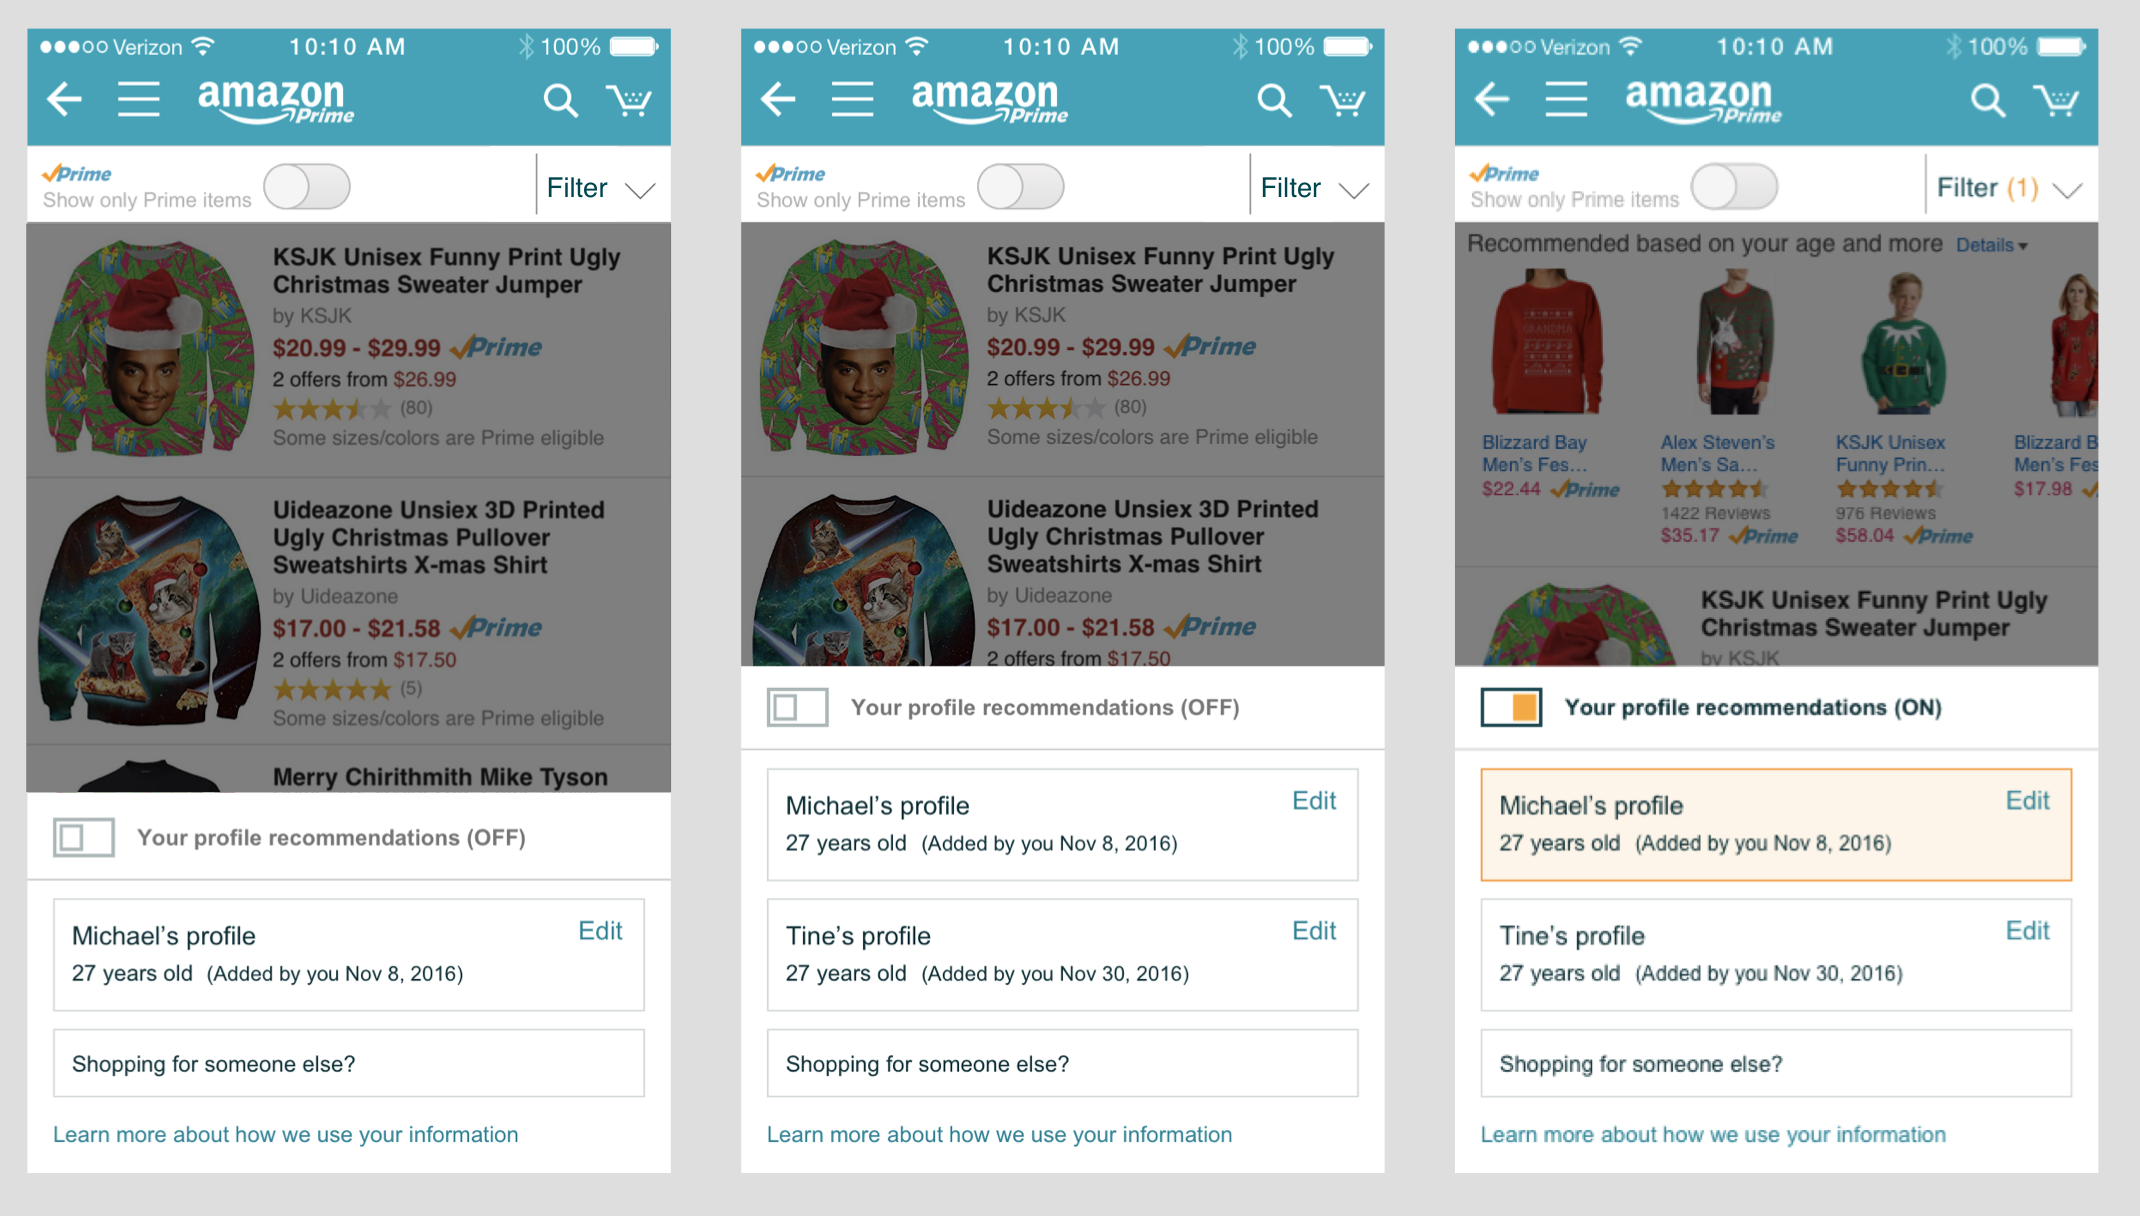 Verizon 10:10 AM 100%
amazon
Prime
Prime
Show only Prime items
Filter
KSJK Unisex Funny Print Ugly
Christmas Sweater Jumper
by KSJK
$20.99 - $29.99 Prime
2 offers from $26.99
(80)
Some sizes/colors are Prime eligible
Uideazone Unsiex 3D Printed
Ugly Christmas Pullover
Sweatshirts X-mas Shirt
by Uideazone
$17.00 - $21.58 Prime
2 offers from $17.50
(5)
Some sizes/colors are Prime eligible
Merry Chirithmith Mike Tyson
Your profile recommendations (OFF)
Michael's profile
Edit
27 years old (Added by you Nov 8, 2016)
Shopping for someone else?
Learn more about how we use your information
Verizon 10:10 AM 100%
amazon
Prime
Prime
Show only Prime items
Filter
KSJK Unisex Funny Print Ugly
Christmas Sweater Jumper
by KSJK
$20.99 - $29.99 Prime
2 offers from $26.99
(80)
Some sizes/colors are Prime eligible
Uideazone Unsiex 3D Printed
Ugly Christmas Pullover
Sweatshirts X-mas Shirt
by Uideazone
$17.00 - $21.58 Prime
2 offers from $17.50
Your profile recommendations (OFF)
Michael's profile
Edit
27 years old (Added by you Nov 8, 2016)
Tine's profile
Edit
27 years old (Added by you Nov 30, 2016)
Shopping for someone else?
Learn more about how we use your information
Verizon 10:10 AM 100%
amazon
Prime
Prime
Show only Prime items
Filter (1)
Recommended based on your age and more Details
GRANDMA
Blizzard Bay
Men's Fes...
$22.44 Prime
Alex Steven's
Men's Sa...
1422 Reviews
$35.17 Prime
KSJK Unisex
Funny Prin...
976 Reviews
$58.04 Prime
Blizzard B
Men's Fes
$17.98
KSJK Unisex Funny Print Ugly
Christmas Sweater Jumper
by KSJK
Your profile recommendations (ON)
Michael's profile
Edit
27 years old (Added by you Nov 8, 2016)
Tine's profile
Edit
27 years old (Added by you Nov 30, 2016)
Shopping for someone else?
Learn more about how we use your information